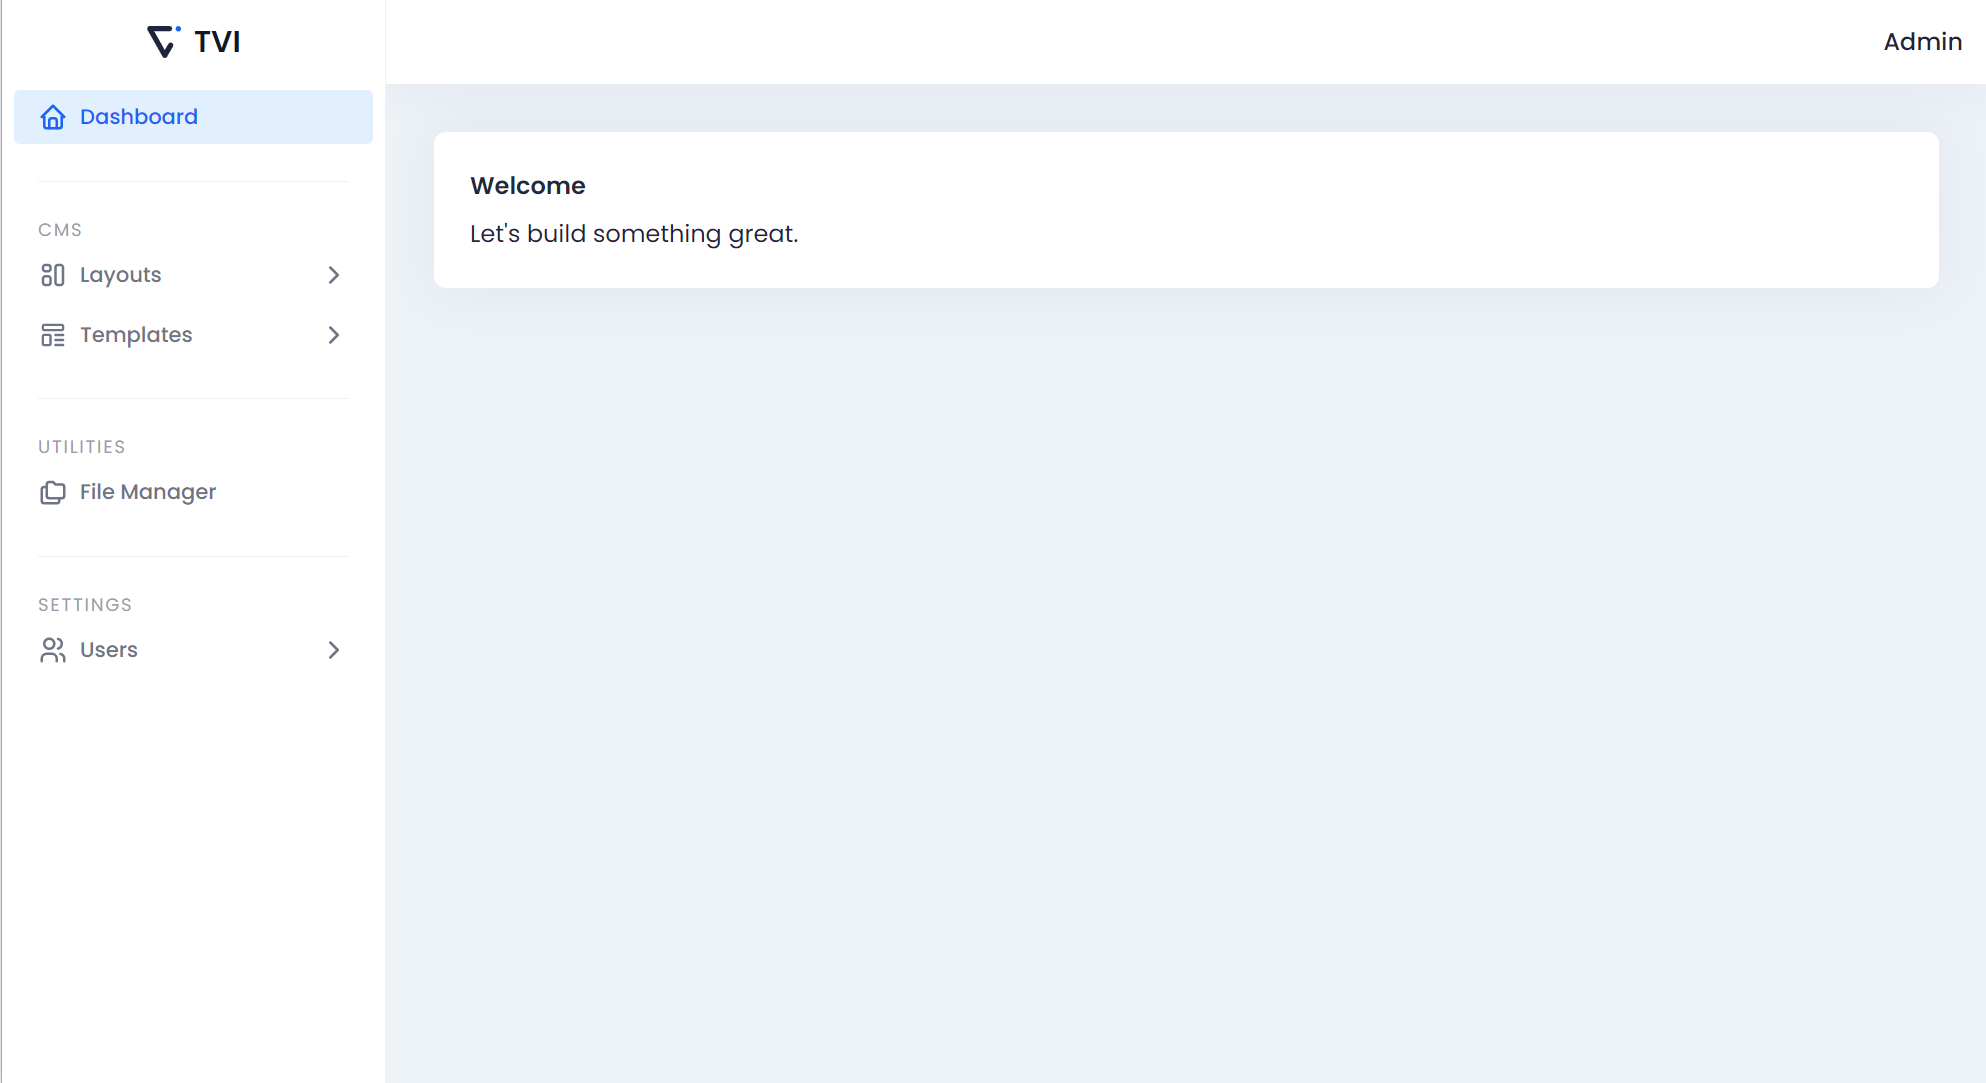 TVI
Admin
Dashboard
Welcome
Let's build something great.
CMS
Layouts
Templates
UTILITIES
File Manager
SETTINGS
Users